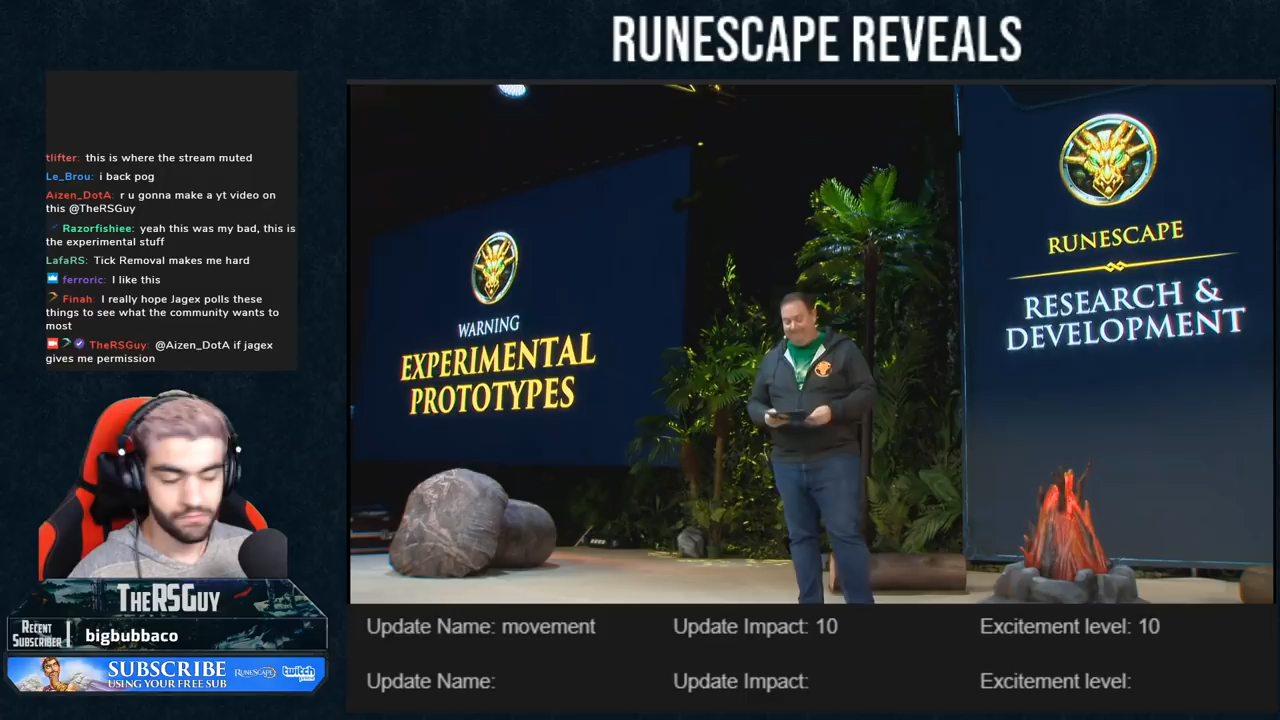 RUNESCAPE REVEALS
tlifter: this is where the stream muted
Le_Brou: i back pog
Aizen_DotA: r u gonna make a yt video on
this @TheRSGuy
Razorfishiee: yeah this was my bad, this is
the experimental stuff
LafaRS: Tick Removal makes me hard
ferroric: I like this
Finah: I really hope Jagex polls these
things to see what the community wants to
most
TheRSGuy: @Aizen_DotA if jagex
gives me permission
WARNING
EXPERIMENTAL
PROTOTYPES
RUNESCAPE
RESEARCH &
DEVELOPMENT
THERSGUY
RECENT
SUBSCRIBER
bigbubbaco
SUBSCRIBE
USING YOUR FREE SUB
RUNESCAPE
twitch
prime
Update Name: movement
Update Impact: 10
Excitement level: 10
Update Name:
Update Impact:
Excitement level: